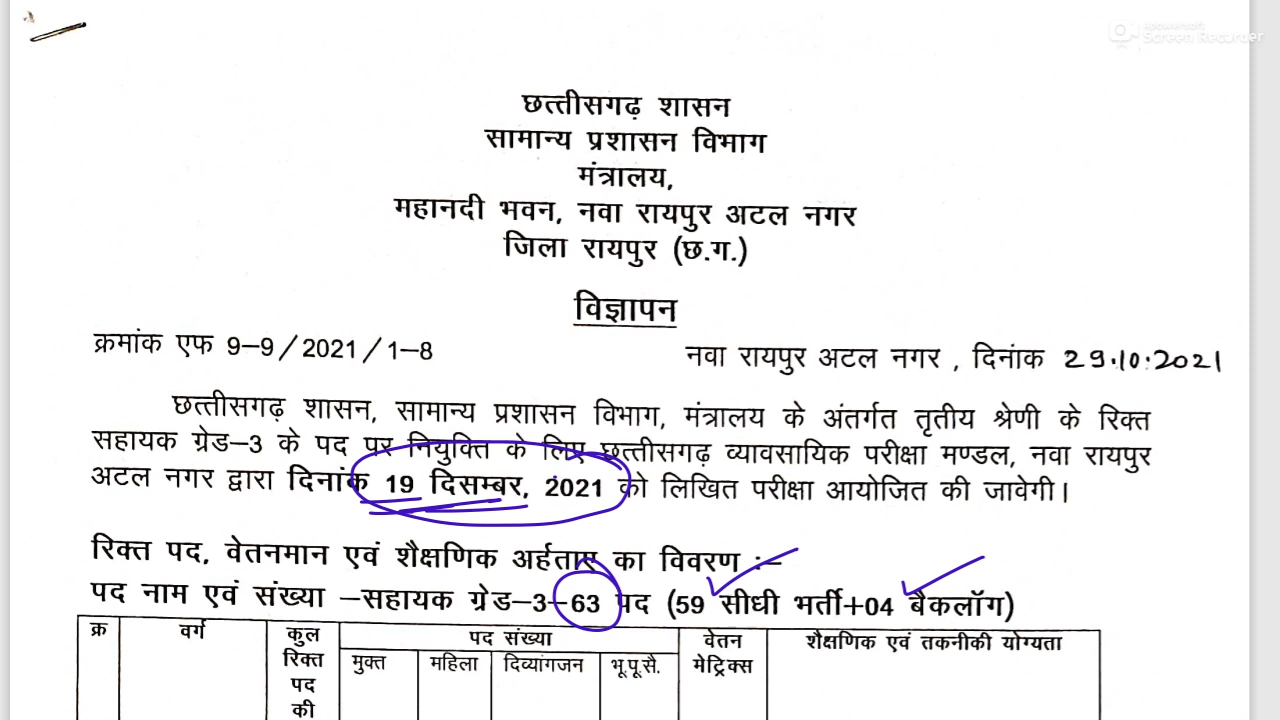 Apowersoft
Screen Recorder
छत्तीसगढ़ शासन
सामान्य प्रशासन विभाग
मंत्रालय,
महानदी भवन, नवा रायपुर अटल नगर
जिला रायपुर (छ.ग.)
विज्ञापन
क्रमांक एफ 9–9/2021/1–8 नवा रायपुर अटल नगर , दिनांक 29.10.2021
छत्तीसगढ़ शासन, सामान्य प्रशासन विभाग, मंत्रालय के अंतर्गत तृतीय श्रेणी के रिक्त
सहायक ग्रेड–3 के पद पर नियुक्ति के लिए छत्तीसगढ़ व्यावसायिक परीक्षा मण्डल, नवा रायपुर
अटल नगर द्वारा दिनांक 19 दिसम्बर, 2021 को लिखित परीक्षा आयोजित की जावेगी।
रिक्त पद, वेतनमान एवं शैक्षणिक अर्हताए का विवरण :–
पद नाम एवं संख्या –सहायक ग्रेड–3–63 पद (59 सीधी भर्ती+04 बैकलॉग)
क्र वर्ग कुल रिक्त पद की पद संख्या वेतन मेट्रिक्स शैक्षणिक एवं तकनीकी योग्यता
मुक्त महिला दिव्यांगजन भू.पू.सै.